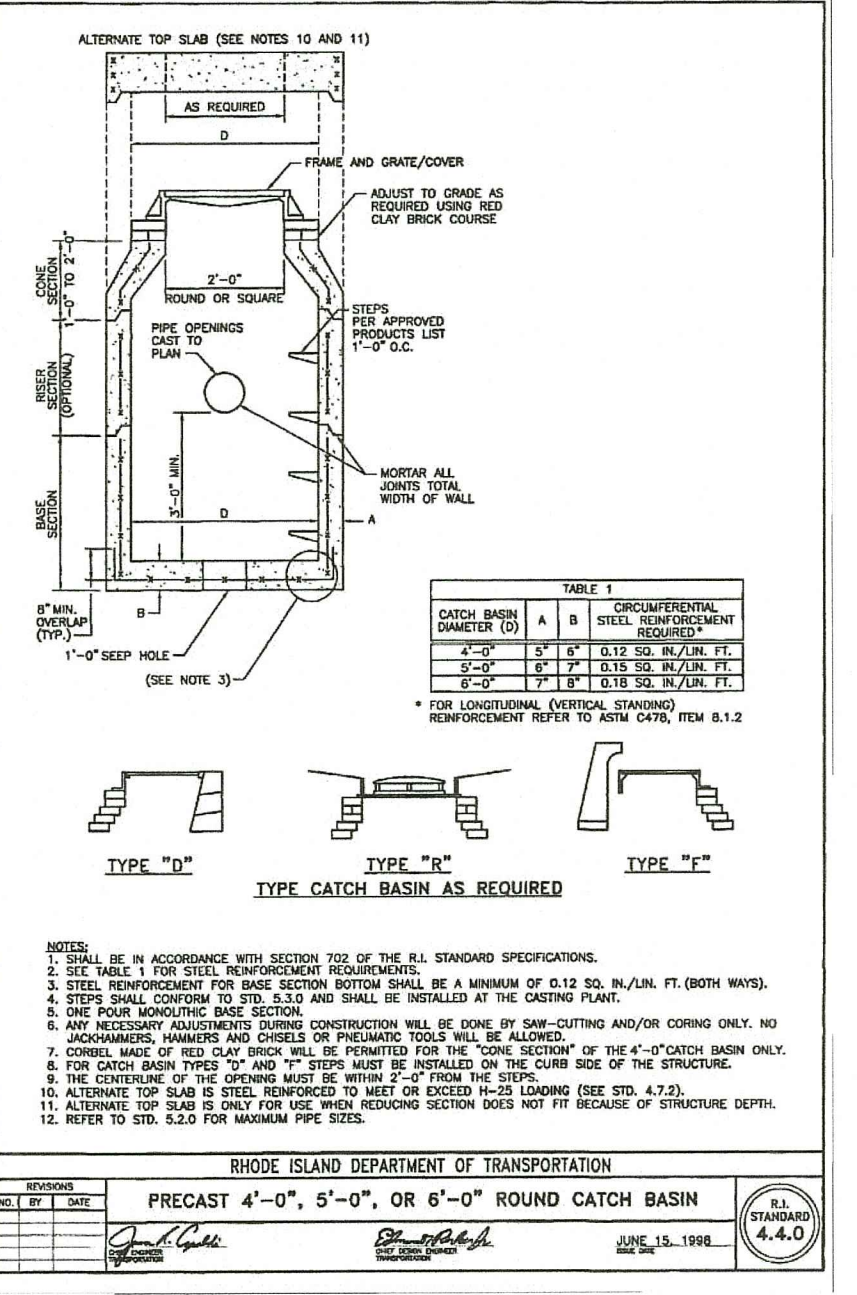 ALTERNATE TOP SLAB (SEE NOTES 10 AND 11)
AS REQUIRED
D
FRAME AND GRATE/COVER
ADJUST TO GRADE AS
REQUIRED USING RED
CLAY BRICK COURSE
CONE
SECTION
1'-0" TO 2'-0"
2'-0"
ROUND OR SQUARE
STEPS
PER APPROVED
PRODUCTS LIST
1'-0" O.C.
PIPE OPENINGS
CAST TO
PLAN
RISER
SECTION
(OPTIONAL)
3'-0" MIN.
MORTAR ALL
JOINTS TOTAL
WIDTH OF WALL
BASE
SECTION
D
A
8" MIN.
OVERLAP
(TYP.)
B
1'-0" SEEP HOLE
(SEE NOTE 3)
TABLE 1
CATCH BASIN DIAMETER (D) A B CIRCUMFERENTIAL STEEL REINFORCEMENT REQUIRED*
4'-0" 5" 6" 0.12 SQ. IN./LIN. FT.
5'-0" 6" 7" 0.15 SQ. IN./LIN. FT.
6'-0" 7" 8" 0.18 SQ. IN./LIN. FT.
* FOR LONGITUDINAL (VERTICAL STANDING)
REINFORCEMENT REFER TO ASTM C478, ITEM 8.1.2
TYPE "D"
TYPE "R"
TYPE "F"
TYPE CATCH BASIN AS REQUIRED
NOTES:
1. SHALL BE IN ACCORDANCE WITH SECTION 702 OF THE R.I. STANDARD SPECIFICATIONS.
2. SEE TABLE 1 FOR STEEL REINFORCEMENT REQUIREMENTS.
3. STEEL REINFORCEMENT FOR BASE SECTION BOTTOM SHALL BE A MINIMUM OF 0.12 SQ. IN./LIN. FT. (BOTH WAYS).
4. STEPS SHALL CONFORM TO STD. 5.3.0 AND SHALL BE INSTALLED AT THE CASTING PLANT.
5. ONE POUR MONOLITHIC BASE SECTION.
6. ANY NECESSARY ADJUSTMENTS DURING CONSTRUCTION WILL BE DONE BY SAW-CUTTING AND/OR CORING ONLY. NO
JACKHAMMERS, HAMMERS AND CHISELS OR PNEUMATIC TOOLS WILL BE ALLOWED.
7. CORBEL MADE OF RED CLAY BRICK WILL BE PERMITTED FOR THE "CONE SECTION" OF THE 4'-0" CATCH BASIN ONLY.
8. FOR CATCH BASIN TYPES "D" AND "F" STEPS MUST BE INSTALLED ON THE CURB SIDE OF THE STRUCTURE.
9. THE CENTERLINE OF THE OPENING MUST BE WITHIN 2'-0" FROM THE STEPS.
10. ALTERNATE TOP SLAB IS STEEL REINFORCED TO MEET OR EXCEED H-25 LOADING (SEE STD. 4.7.2).
11. ALTERNATE TOP SLAB IS ONLY FOR USE WHEN REDUCING SECTION DOES NOT FIT BECAUSE OF STRUCTURE DEPTH.
12. REFER TO STD. 5.2.0 FOR MAXIMUM PIPE SIZES.
RHODE ISLAND DEPARTMENT OF TRANSPORTATION
REVISIONS
NO. BY DATE
PRECAST 4'-0", 5'-0", OR 6'-0" ROUND CATCH BASIN
CHIEF ENGINEER
TRANSPORTATION
CHIEF DESIGN ENGINEER
TRANSPORTATION
JUNE 15, 1998
ISSUE DATE
R.I.
STANDARD
4.4.0